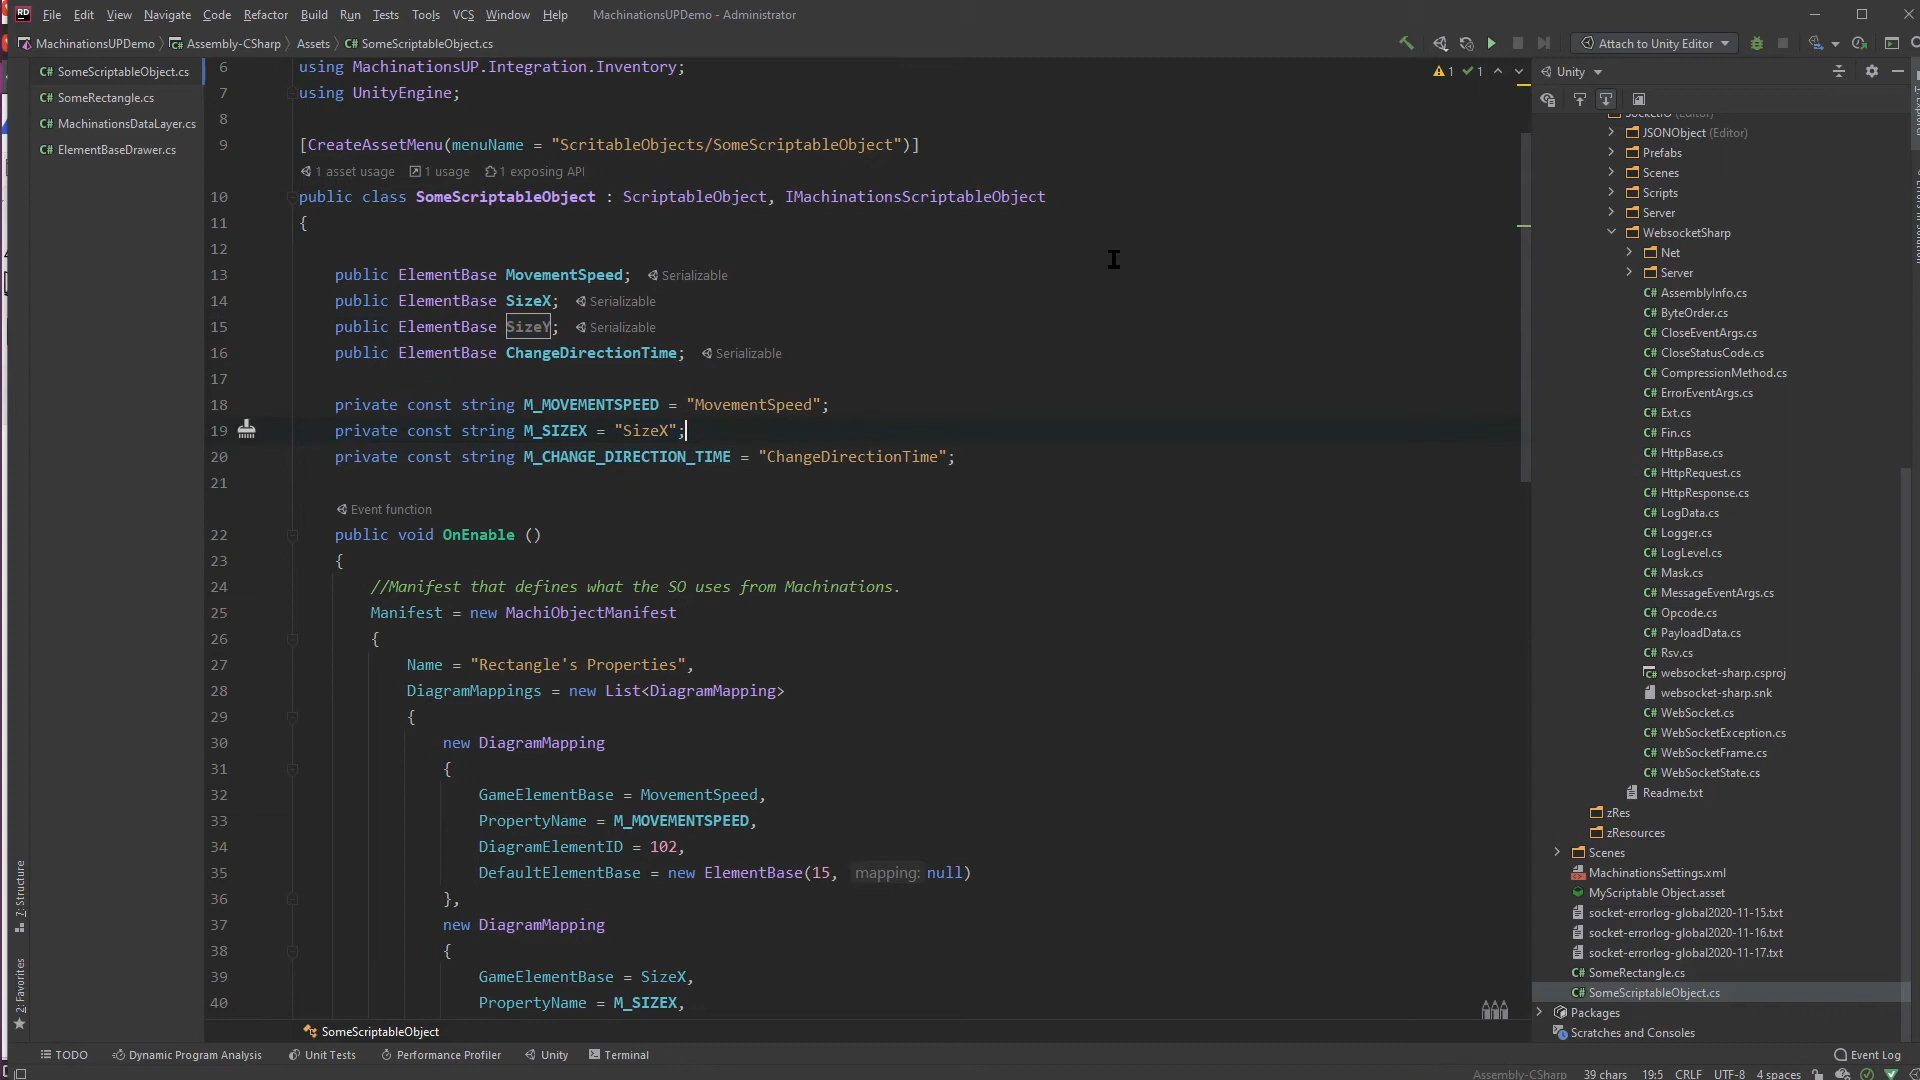 RD File Edit View Navigate Code Refactor Build Run Tests Tools VCS Window Help MachinationsUPDemo - Administrator
MachinationsUPDemo Assembly-CSharp Assets C# SomeScriptableObject.cs Attach to Unity Editor
C# SomeScriptableObject.cs
C# SomeRectangle.cs
C# MachinationsDataLayer.cs
C# ElementBaseDrawer.cs
6 using MachinationsUP.Integration.Inventory;
7 using UnityEngine;
8
9 [CreateAssetMenu(menuName = "ScritableObjects/SomeScriptableObject")]
1 asset usage 1 usage 1 exposing API
10 public class SomeScriptableObject : ScriptableObject, IMachinationsScriptableObject
11 {
12
13 public ElementBase MovementSpeed; Serializable
14 public ElementBase SizeX; Serializable
15 public ElementBase SizeY; Serializable
16 public ElementBase ChangeDirectionTime; Serializable
17
18 private const string M_MOVEMENTSPEED = "MovementSpeed";
19 private const string M_SIZEX = "SizeX";
20 private const string M_CHANGE_DIRECTION_TIME = "ChangeDirectionTime";
21
Event function
22 public void OnEnable ()
23 {
24 //Manifest that defines what the SO uses from Machinations.
25 Manifest = new MachiObjectManifest
26 {
27 Name = "Rectangle's Properties",
28 DiagramMappings = new List<DiagramMapping>
29 {
30 new DiagramMapping
31 {
32 GameElementBase = MovementSpeed,
33 PropertyName = M_MOVEMENTSPEED,
34 DiagramElementID = 102,
35 DefaultElementBase = new ElementBase(15, mapping: null)
36 },
37 new DiagramMapping
38 {
39 GameElementBase = SizeX,
40 PropertyName = M_SIZEX,
SomeScriptableObject
1 1
Unity
JSONObject (Editor)
Prefabs
Scenes
Scripts
Server
WebsocketSharp
Net
Server
C# AssemblyInfo.cs
C# ByteOrder.cs
C# CloseEventArgs.cs
C# CloseStatusCode.cs
C# CompressionMethod.cs
C# ErrorEventArgs.cs
C# Ext.cs
C# Fin.cs
C# HttpBase.cs
C# HttpRequest.cs
C# HttpResponse.cs
C# LogData.cs
C# Logger.cs
C# LogLevel.cs
C# Mask.cs
C# MessageEventArgs.cs
C# Opcode.cs
C# PayloadData.cs
C# Rsv.cs
websocket-sharp.csproj
websocket-sharp.snk
C# WebSocket.cs
C# WebSocketException.cs
C# WebSocketFrame.cs
C# WebSocketState.cs
Readme.txt
zRes
zResources
Scenes
MachinationsSettings.xml
MyScriptable Object.asset
socket-errorlog-global2020-11-15.txt
socket-errorlog-global2020-11-16.txt
socket-errorlog-global2020-11-17.txt
C# SomeRectangle.cs
C# SomeScriptableObject.cs
Packages
Scratches and Consoles
7: Structure
2: Favorites
TODO Dynamic Program Analysis Unit Tests Performance Profiler Unity Terminal Event Log
Assembly-CSharp 39 chars 19:5 CRLF UTF-8 4 spaces